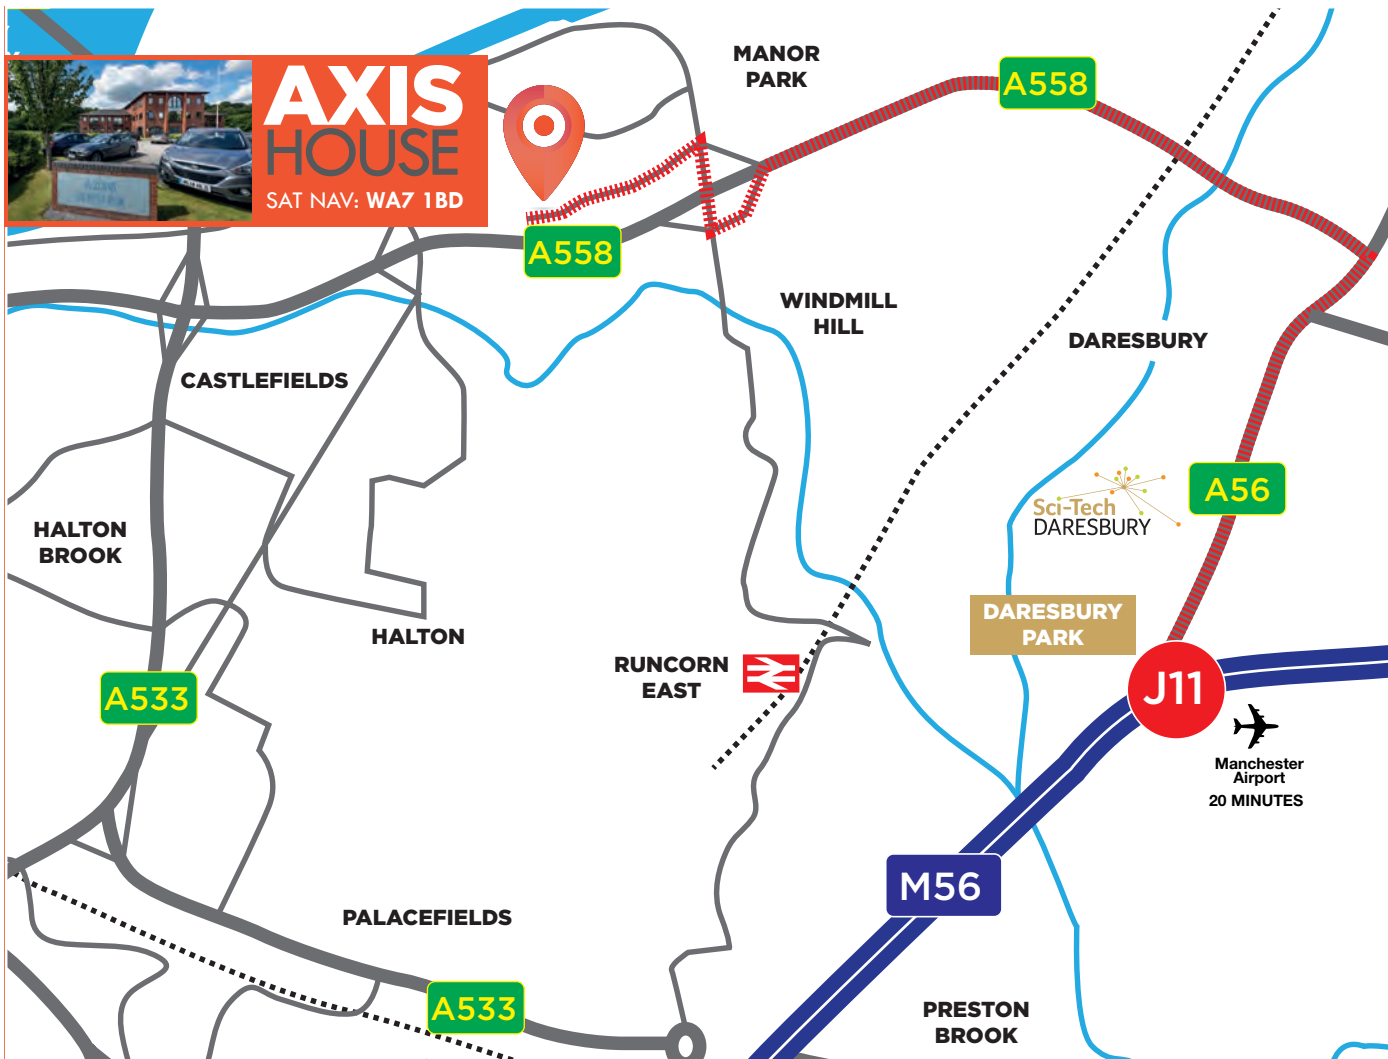 AXIS
HOUSE
SAT NAV: WA7 1BD
MANOR
PARK
A558
A558
WINDMILL
HILL
DARESBURY
CASTLEFIELDS
Sci-Tech
DARESBURY
A56
HALTON
BROOK
DARESBURY
PARK
HALTON
RUNCORN
EAST
J11
A533
Manchester
Airport
20 MINUTES
M56
PALACEFIELDS
A533
PRESTON
BROOK